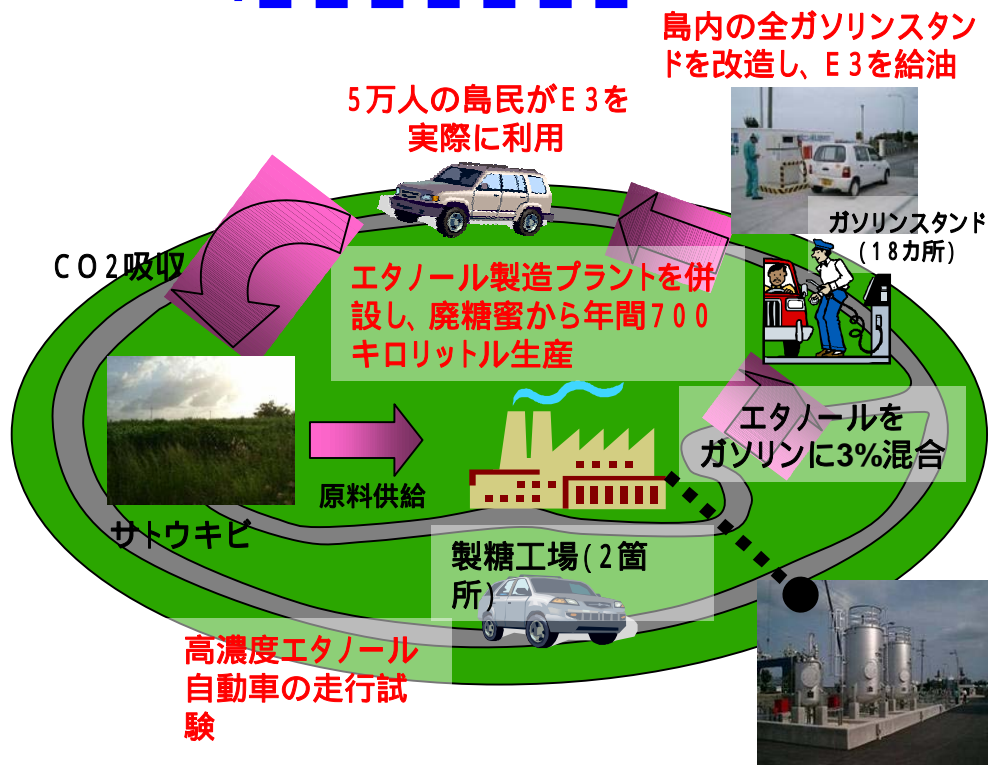 島内の全ガソリンスタン
ドを改造し、E3を給油
5万人の島民がE3を
実際に利用
ガソリンスタンド
(18カ所)
CO2吸収
エタノール製造プラントを併
設し、廃糖蜜から年間700
キロリットル生産
エタノールを
ガソリンに3%混合
原料供給
サトウキビ
製糖工場(2箇
所)
高濃度エタノール
自動車の走行試
験